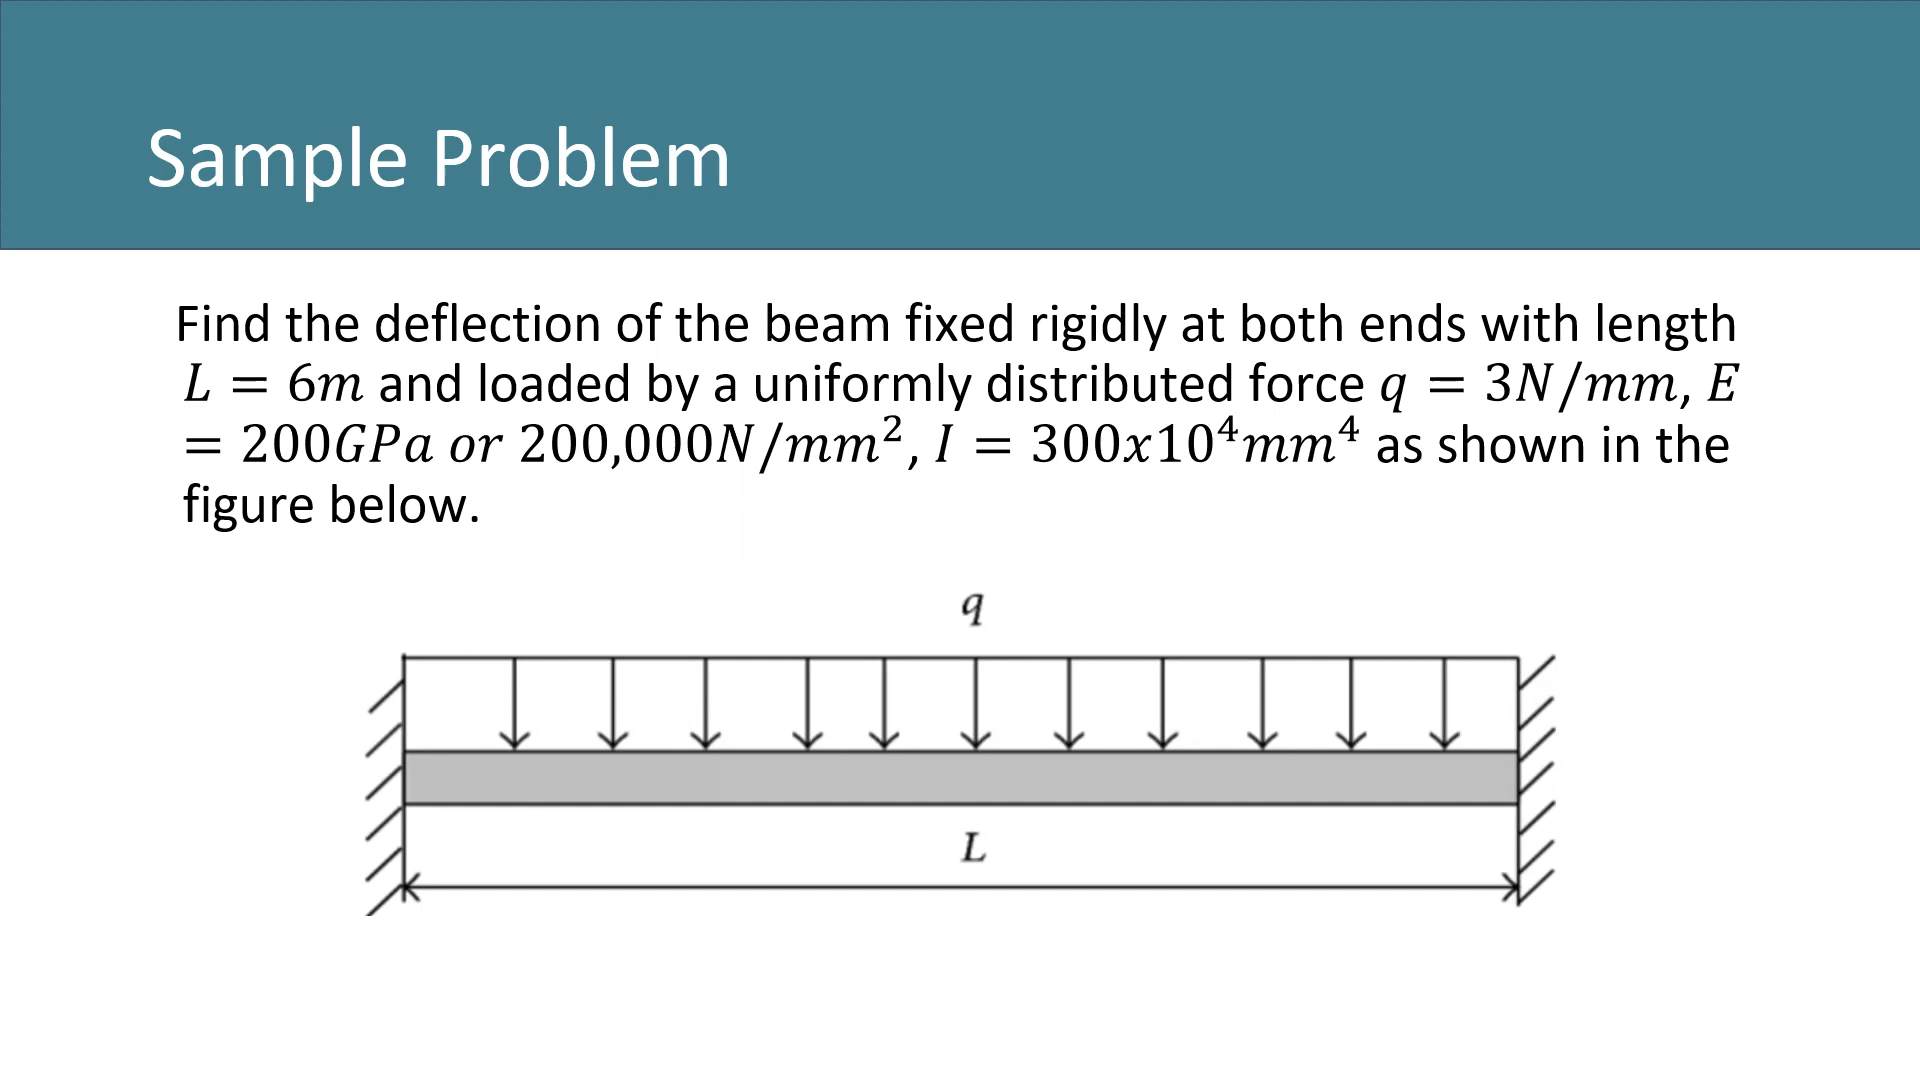 Sample Problem
Find the deflection of the beam fixed rigidly at both ends with length
L = 6m and loaded by a uniformly distributed force q = 3N/mm, E
= 200GPa or 200,000N/mm², I = 300x10⁴mm⁴ as shown in the
figure below.
q
L